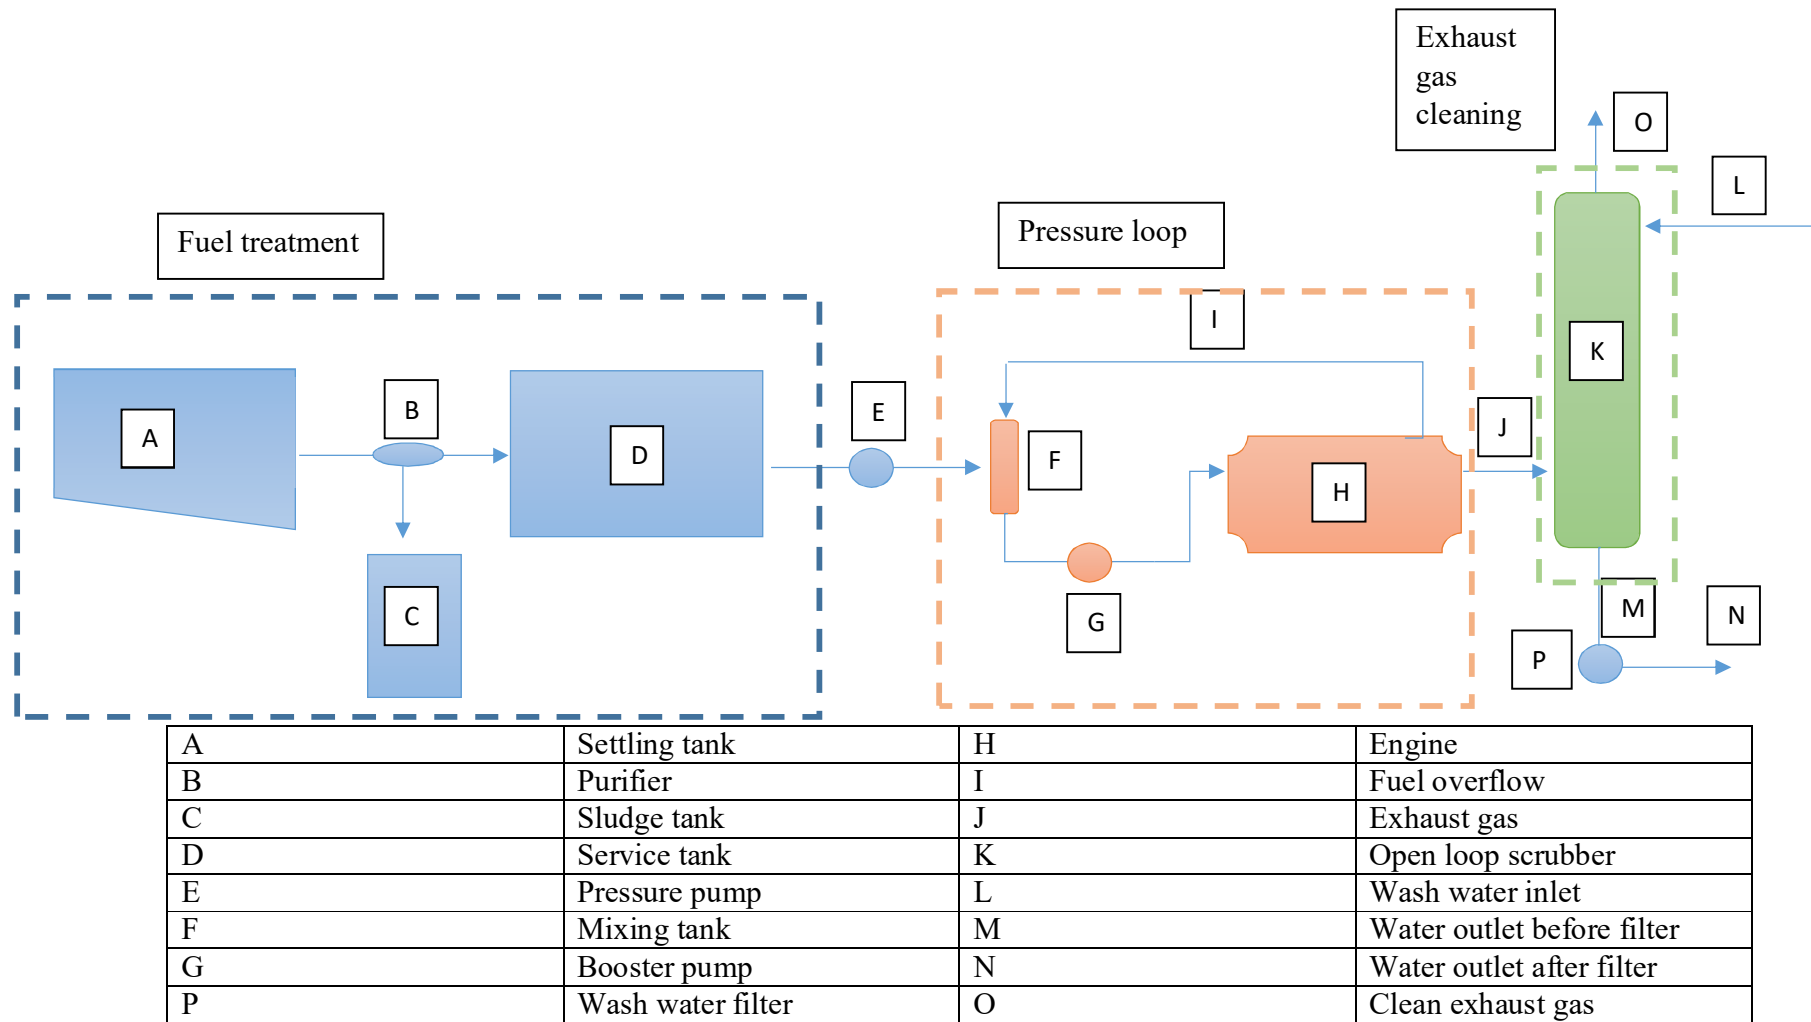 Exhaust
gas
cleaning
O
L
Fuel treatment
Pressure loop
I
K
A
B
D
E
F
J
H
C
G
M
N
P
A Settling tank H Engine
B Purifier I Fuel overflow
C Sludge tank J Exhaust gas
D Service tank K Open loop scrubber
E Pressure pump L Wash water inlet
F Mixing tank M Water outlet before filter
G Booster pump N Water outlet after filter
P Wash water filter O Clean exhaust gas